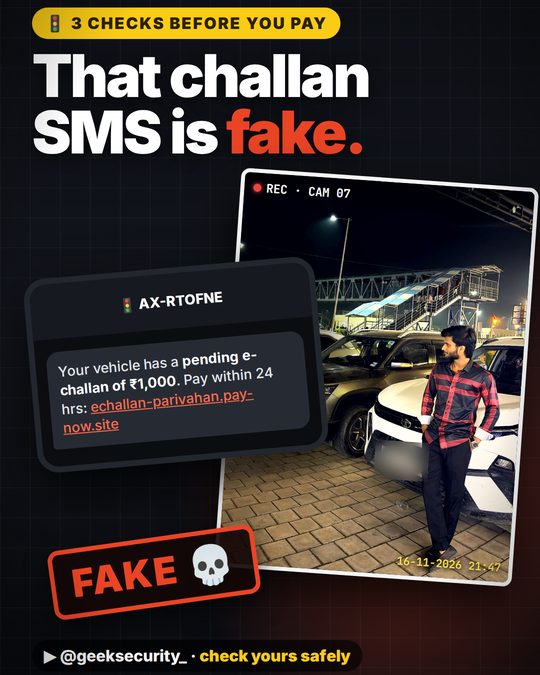 🚦 3 CHECKS BEFORE YOU PAY
That challan
SMS is fake.
REC · CAM 07
🚦 AX-RTOFNE
Your vehicle has a pending e-
challan of ₹1,000. Pay within 24
hrs: echallan-parivahan.pay-
now.site
FAKE 💀
16-11-2026 21:47
▶ @geeksecurity_ · check yours safely